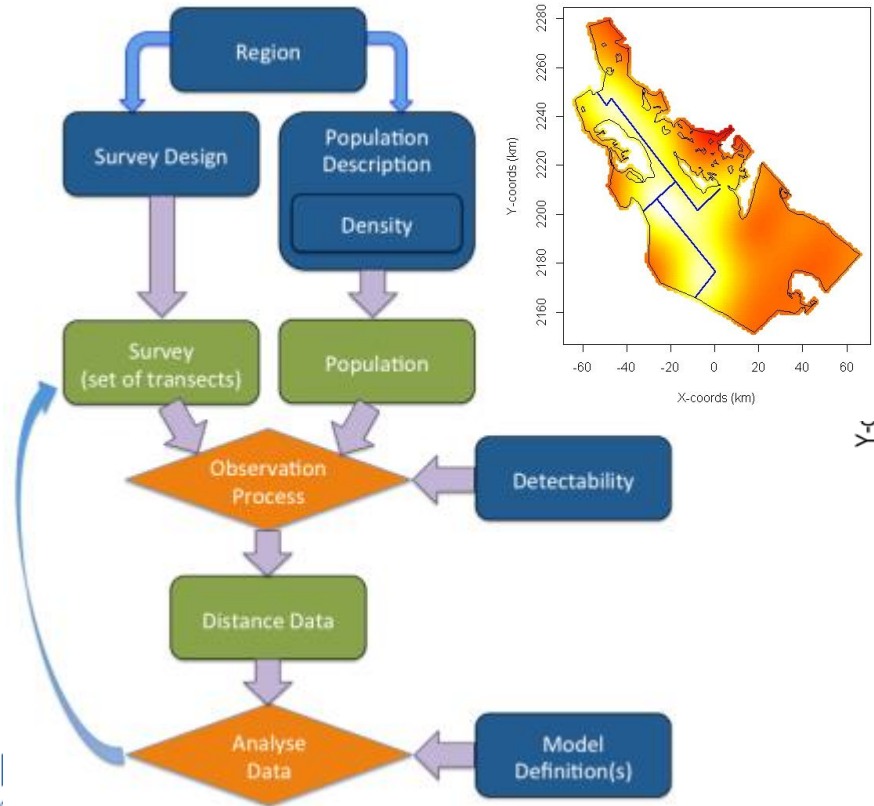 Region
Survey Design
Population
Description
Density
Survey
(set of transects)
Population
Observation
Process
Detectability
Distance Data
Analyse
Data
Model
Definition(s)
Y-coords (km)
2280
2260
2240
2220
2200
2180
2160
-60 -40 -20 0 20 40 60
X-coords (km)